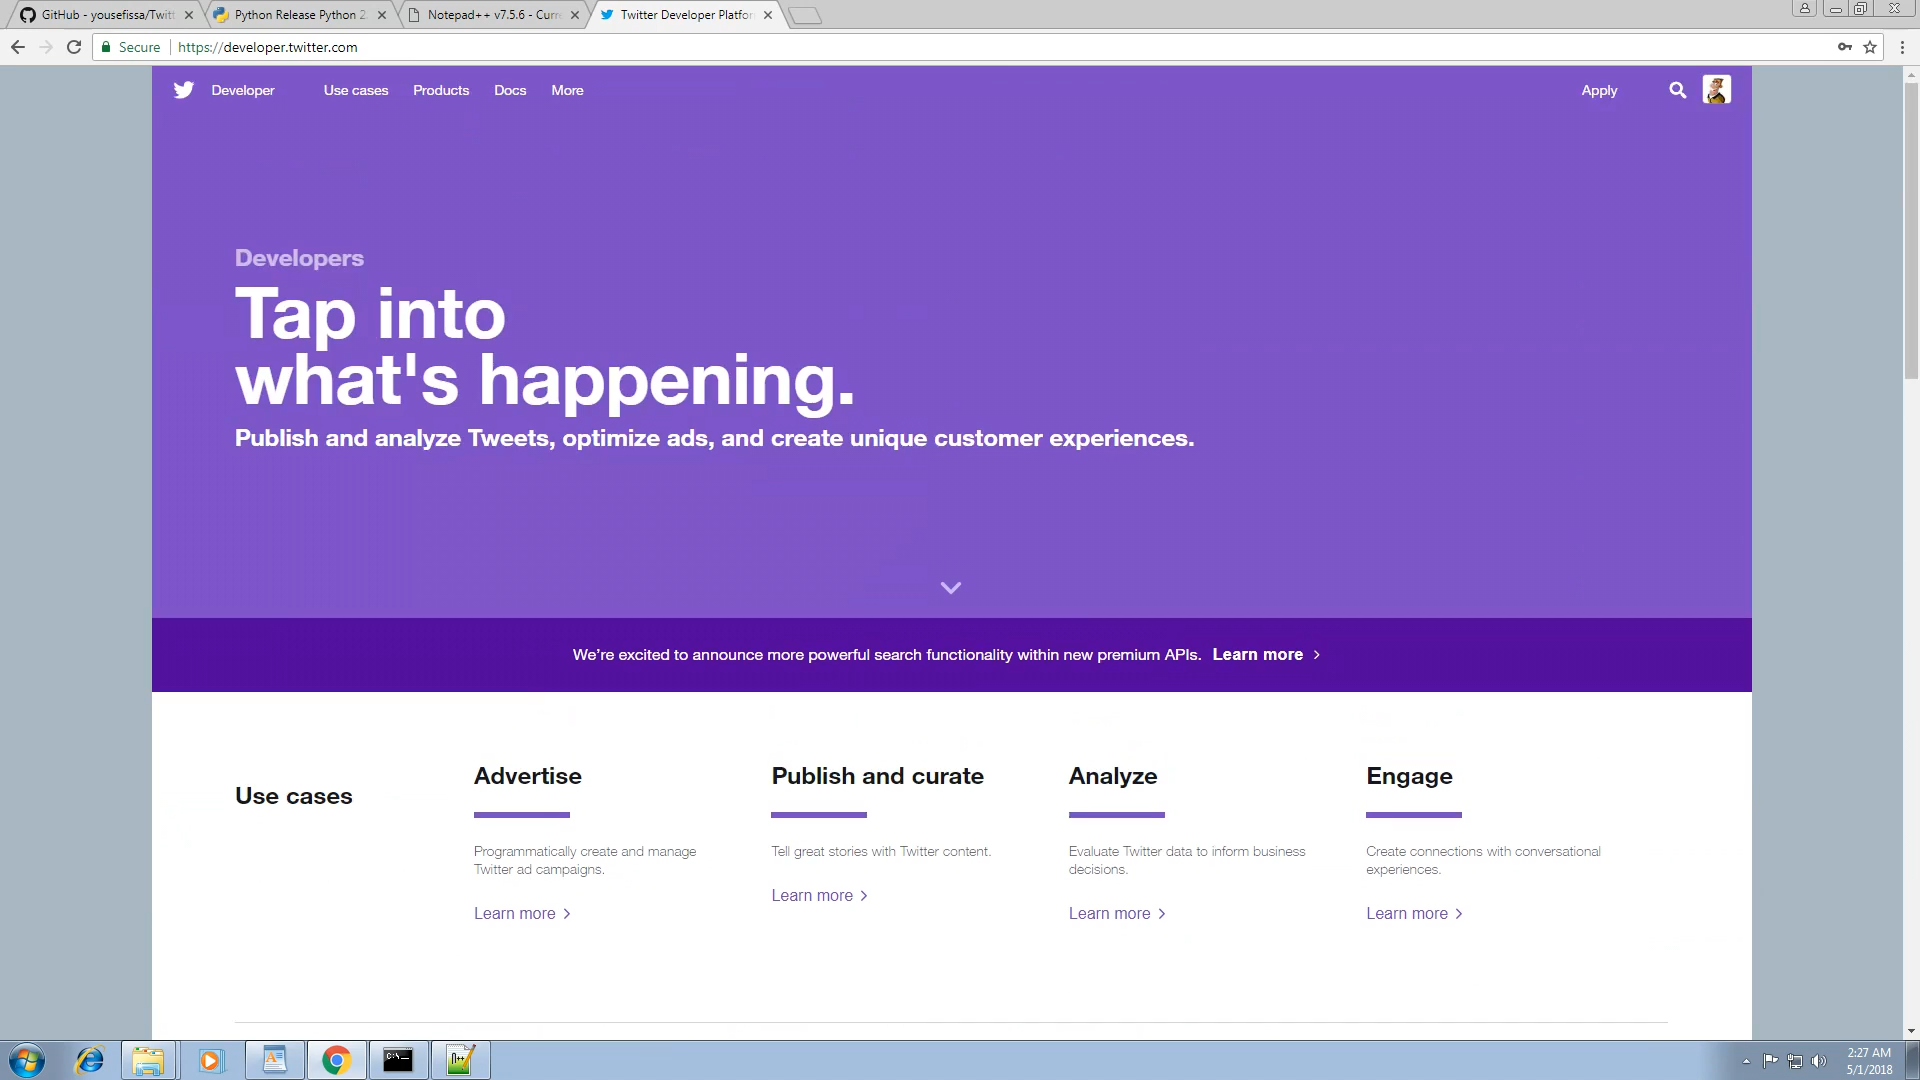 GitHub - yousefissa/Twitt
Python Release Python 2
Notepad++ v7.5.6 - Curr
Twitter Developer Platfor
Secure https://developer.twitter.com
Developer Use cases Products Docs More Apply
Developers
Tap into
what's happening.
Publish and analyze Tweets, optimize ads, and create unique customer experiences.
We're excited to announce more powerful search functionality within new premium APIs. Learn more
Use cases
Advertise
Programmatically create and manage
Twitter ad campaigns.
Learn more
Publish and curate
Tell great stories with Twitter content.
Learn more
Analyze
Evaluate Twitter data to inform business
decisions.
Learn more
Engage
Create connections with conversational
experiences.
Learn more
2:27 AM
5/1/2018